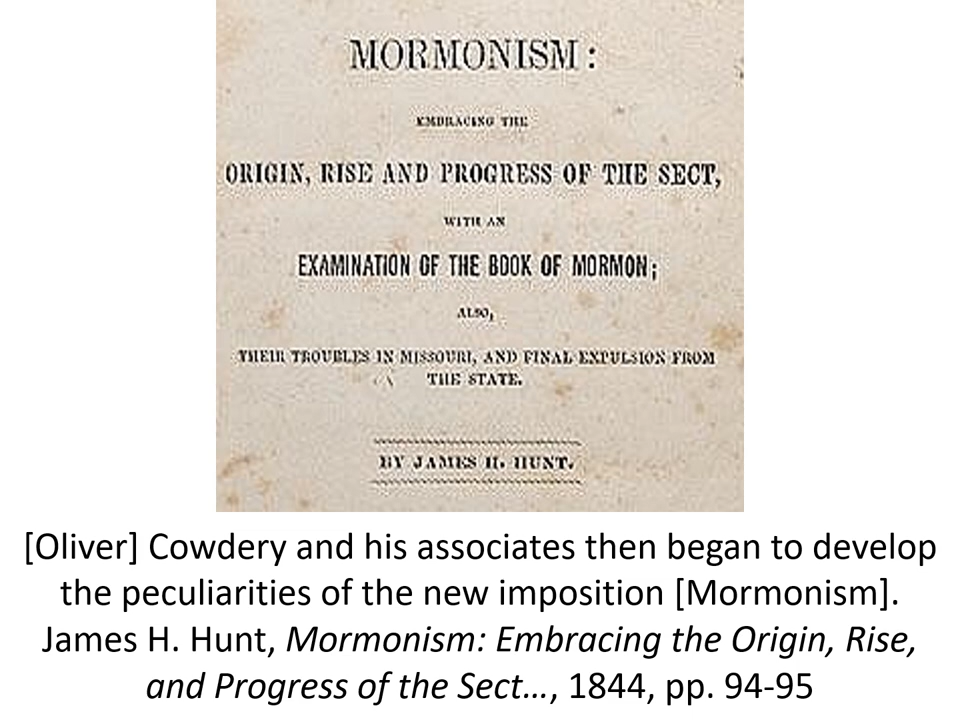 MORMONISM:
EMBRACING THE
ORIGIN, RISE AND PROGRESS OF THE SECT,
WITH AN
EXAMINATION OF THE BOOK OF MORMON;
ALSO,
THEIR TROUBLES IN MISSOURI, AND FINAL EXPULSION FROM
THE STATE.
BY JAMES H. HUNT.
[Oliver] Cowdery and his associates then began to develop
the peculiarities of the new imposition [Mormonism].
James H. Hunt, Mormonism: Embracing the Origin, Rise,
and Progress of the Sect…, 1844, pp. 94-95